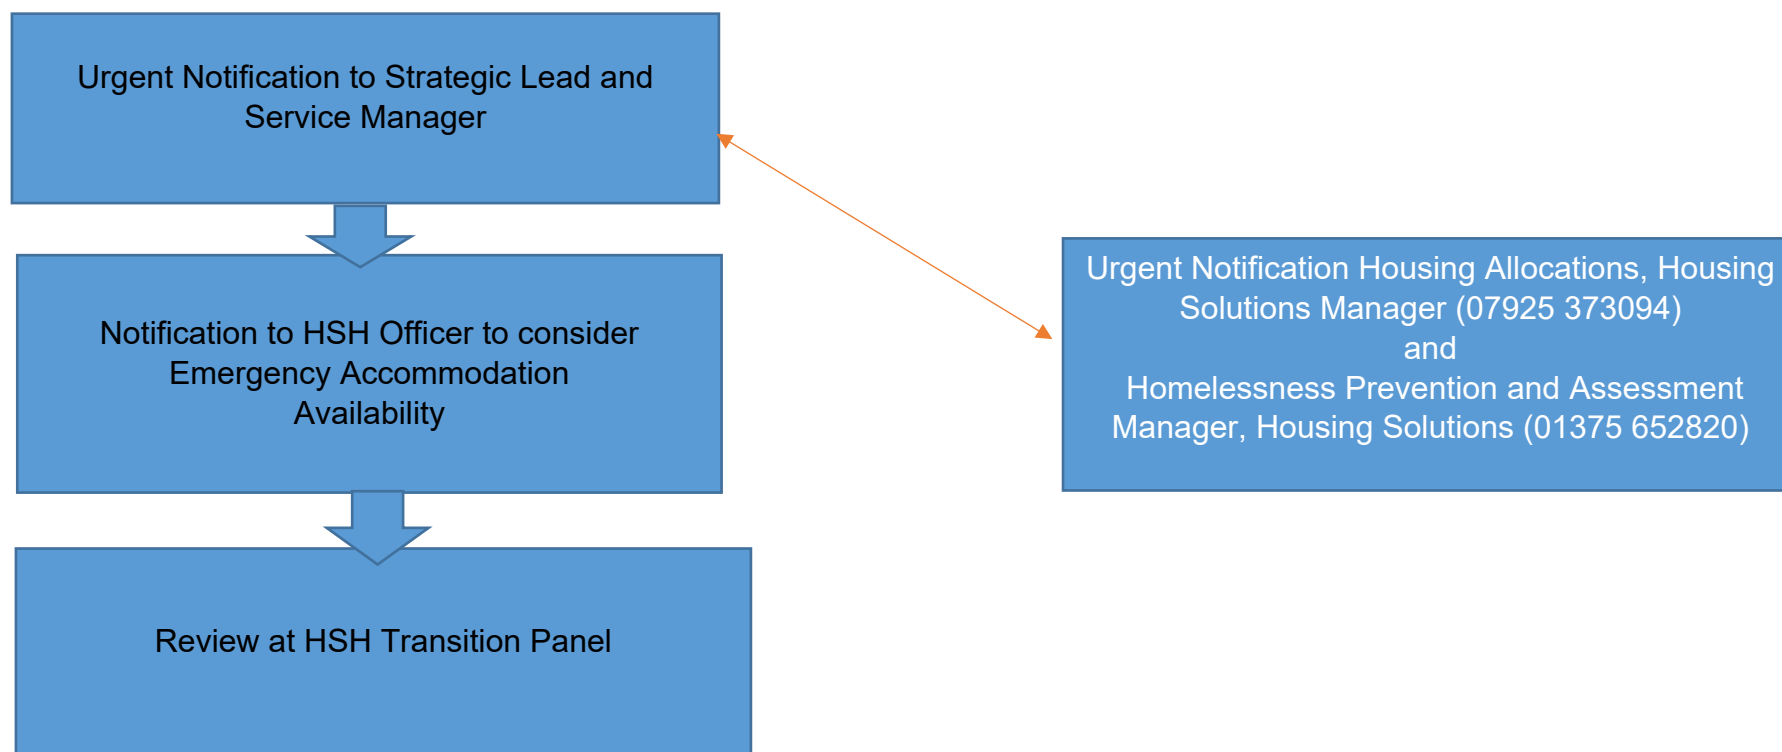 Urgent Notification to Strategic Lead and
Service Manager
Notification to HSH Officer to consider
Emergency Accommodation
Availability
Review at HSH Transition Panel
Urgent Notification Housing Allocations, Housing
Solutions Manager (07925 373094)
and
Homelessness Prevention and Assessment
Manager, Housing Solutions (01375 652820)